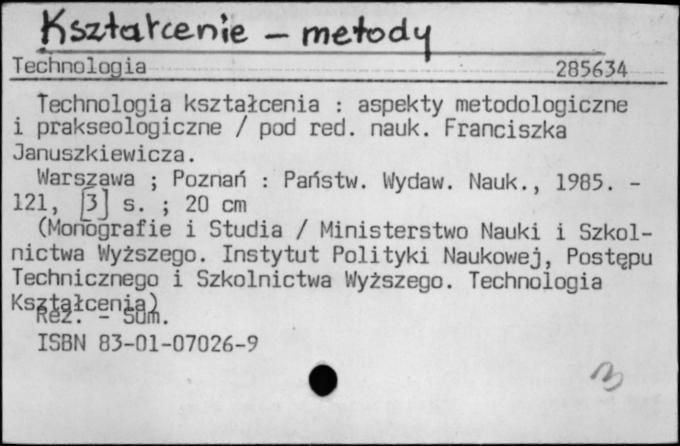 Kształcenie – metody
Technologia 285634
Technologia kształcenia : aspekty metodologiczne
i prakseologiczne / pod red. nauk. Franciszka
Januszkiewicza.
Warszawa ; Poznań : Państw. Wydaw. Nauk., 1985. -
121, [3] s. ; 20 cm
(Monografie i Studia / Ministerstwo Nauki i Szkol-
nictwa Wyższego. Instytut Polityki Naukowej, Postępu
Technicznego i Szkolnictwa Wyższego. Technologia
Kształcenia)
Rez. - Sum.
ISBN 83-01-07026-9